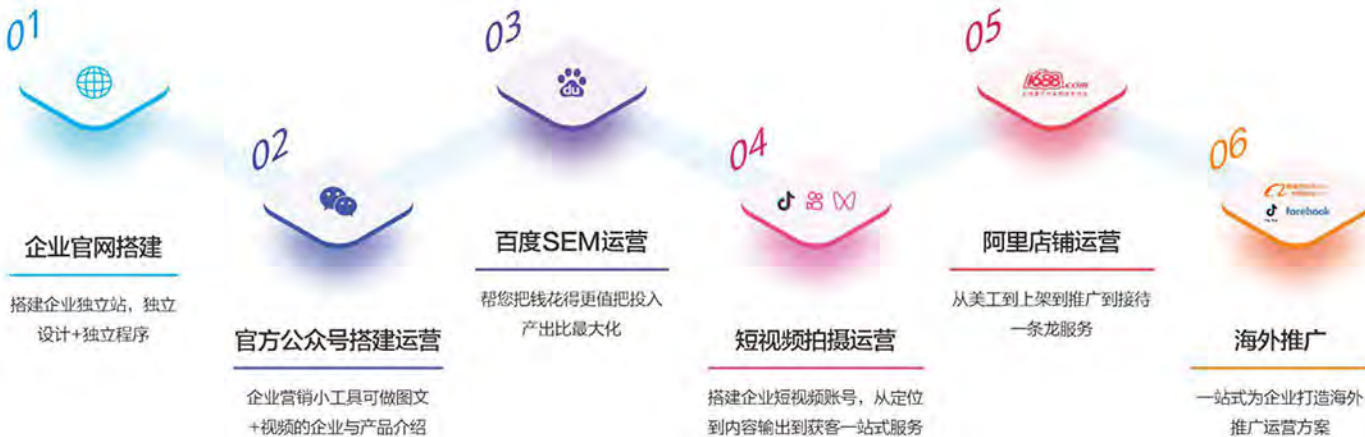 01
企业官网搭建
搭建企业独立站，独立
设计+独立程序
02
官方公众号搭建运营
企业营销小工具可做图文
+视频的企业与产品介绍
03
du
百度SEM运营
帮您把钱花得更值把投入
产出比最大化
04
短视频拍摄运营
搭建企业短视频账号，从定位
到内容输出到获客一站式服务
05
1688.com
阿里店铺运营
从美工到上架到推广到接待
一条龙服务
06
facebook
海外推广
一站式为企业打造海外
推广运营方案